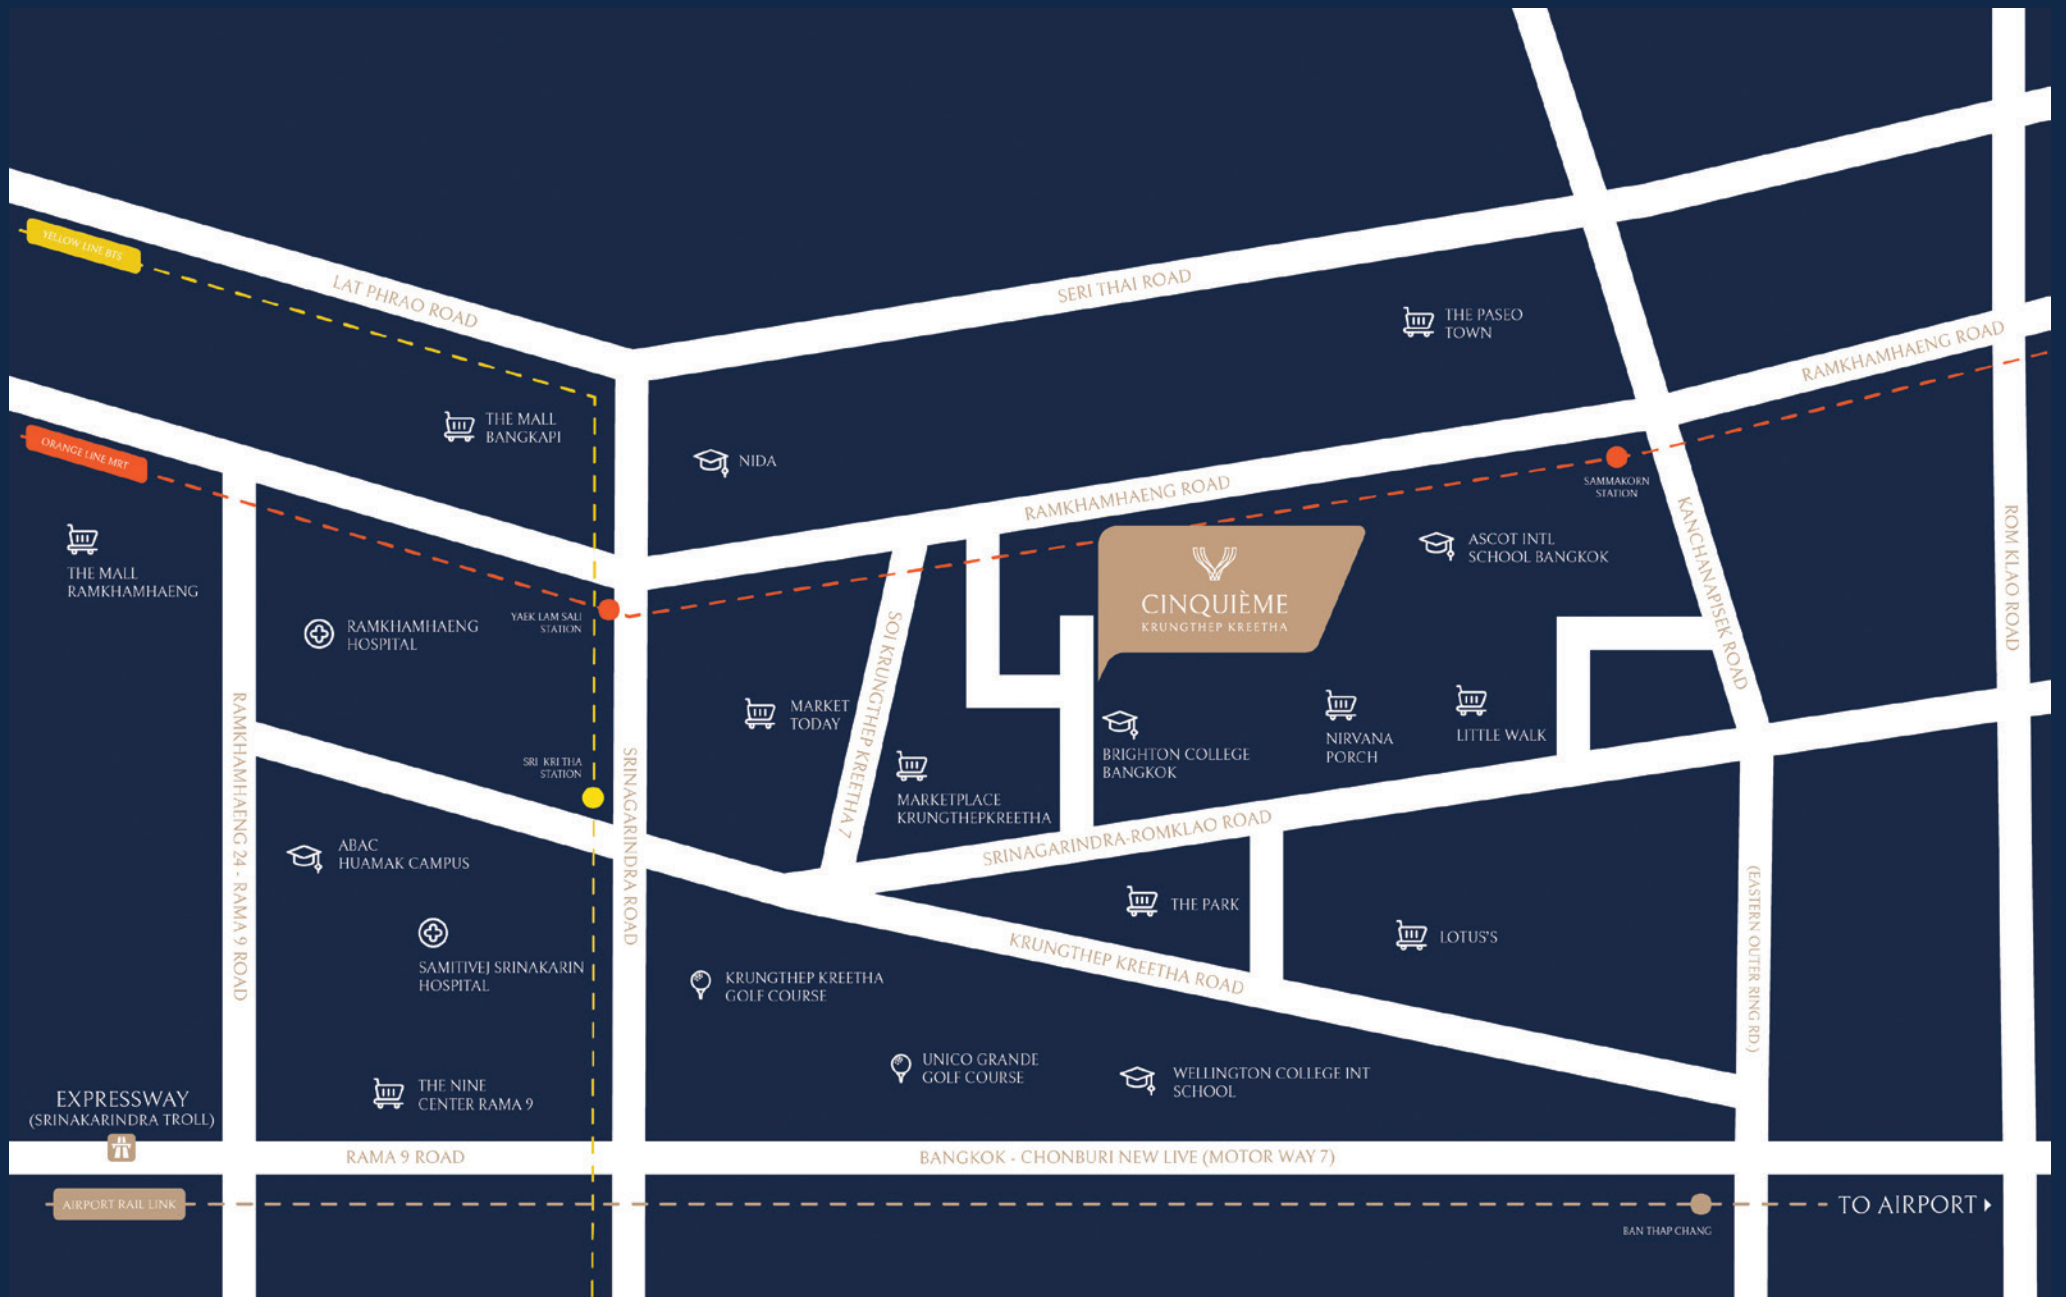 YELLOW LINE BTS
LAT PHRAO ROAD
SERI THAI ROAD
THE PASEO
TOWN
RAMKHAMHAENG ROAD
THE MALL
BANGKAPI
ORANGE LINE MRT
NIDA
RAMKHAMHAENG ROAD
SAMMAKORN
STATION
THE MALL
RAMKHAMHAENG
ASCOT INTL
SCHOOL BANGKOK
KANCHANAPISEK ROAD
ROM KLAO ROAD
CINQUIÈME
KRUNGTHEP KREETHA
YAEK LAM SALI
STATION
RAMKHAMHAENG
HOSPITAL
SOI KRUNGTHEP KREETHA 7
MARKET
TODAY
NIRVANA
PORCH
LITTLE WALK
BRIGHTON COLLEGE
BANGKOK
SRI KRITHA
STATION
MARKETPLACE
KRUNGTHEPKREETHA
RAMKHAMHAENG 24 - RAMA 9 ROAD
SRINAGARINDRA ROAD
SRINAGARINDRA-ROMKLAO ROAD
ABAC
HUAMAK CAMPUS
THE PARK
LOTUS'S
(EASTERN OUTER RING RD.)
KRUNGTHEP KREETHA ROAD
SAMITIVEJ SRINAKARIN
HOSPITAL
KRUNGTHEP KREETHA
GOLF COURSE
UNICO GRANDE
GOLF COURSE
WELLINGTON COLLEGE INT
SCHOOL
THE NINE
CENTER RAMA 9
EXPRESSWAY
(SRINAKARINDRA TROLL)
RAMA 9 ROAD
BANGKOK - CHONBURI NEW LIVE (MOTOR WAY 7)
AIRPORT RAIL LINK
TO AIRPORT
BAN THAP CHANG